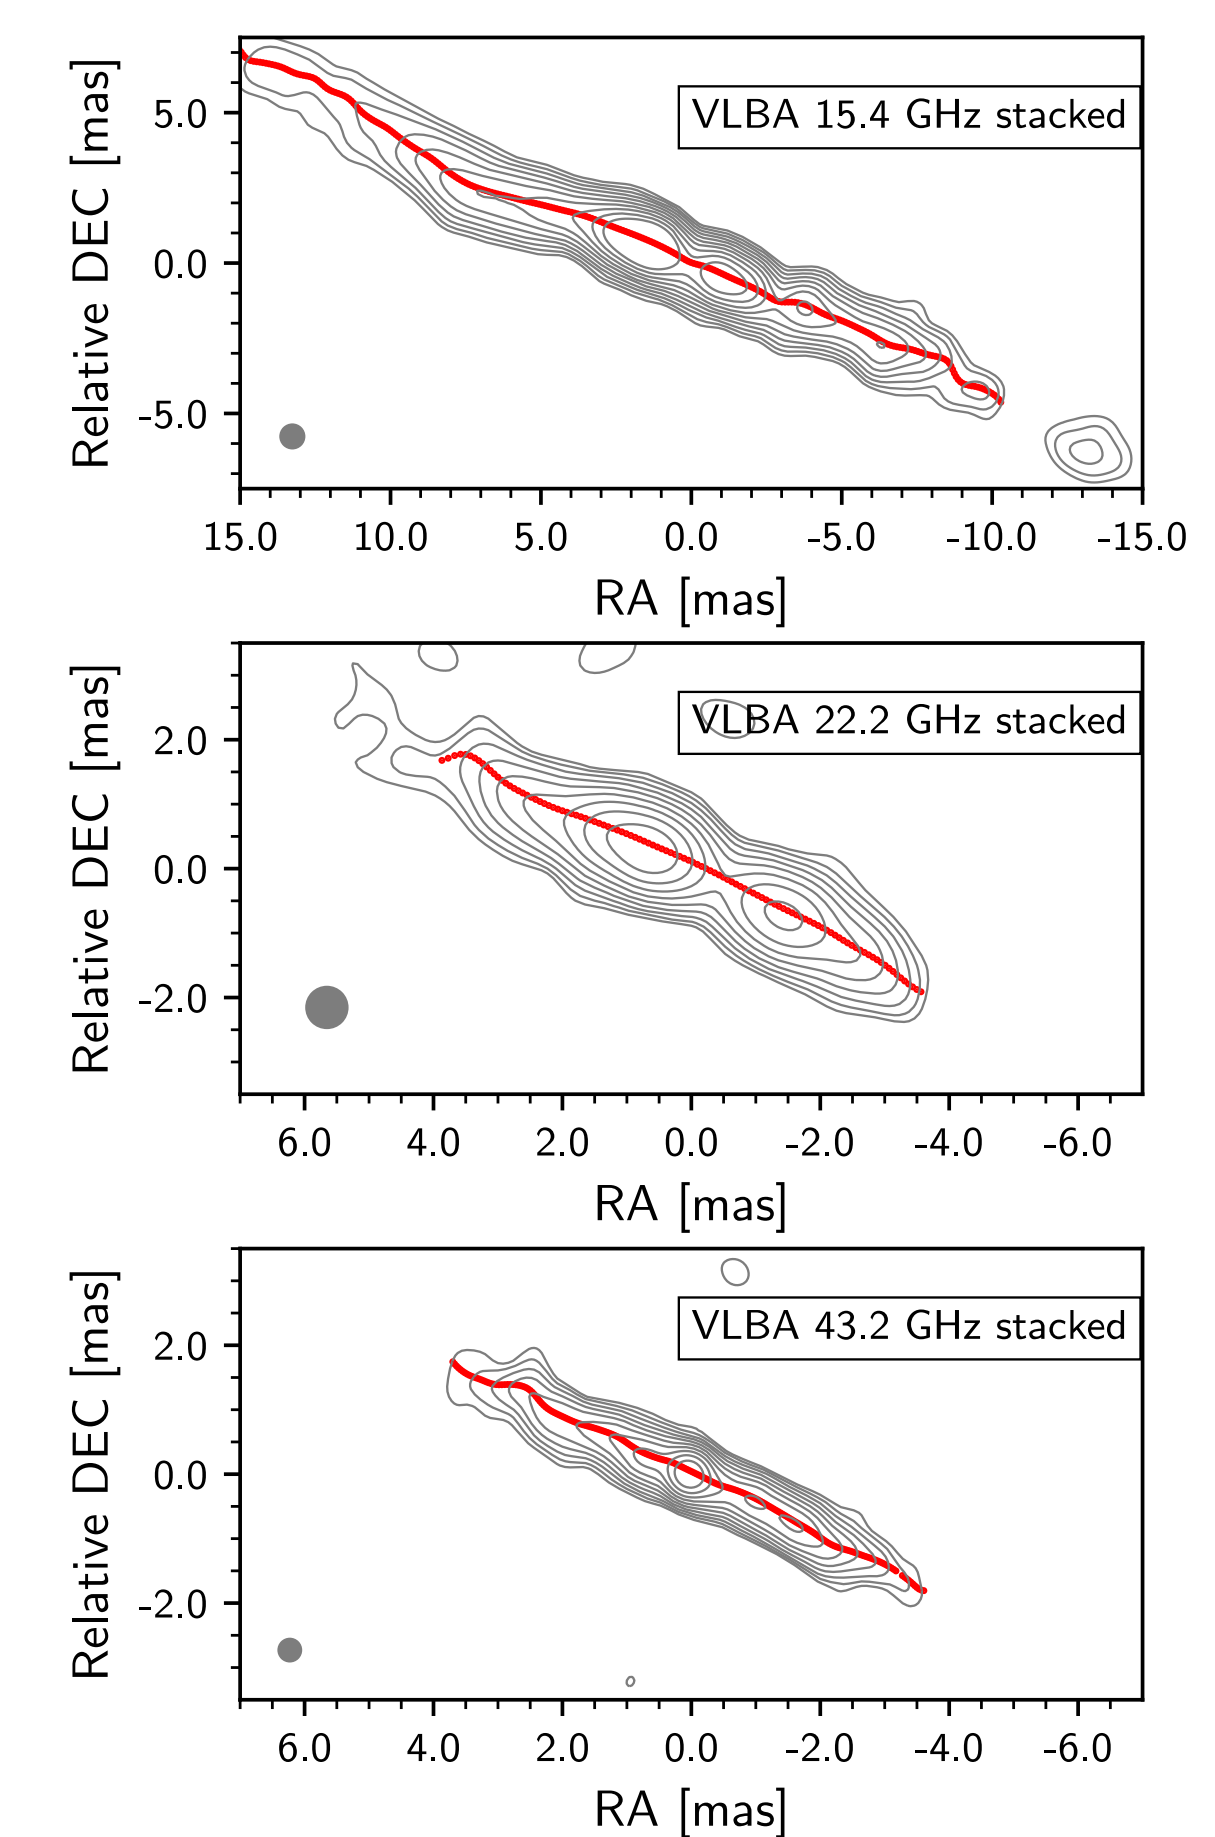 Relative DEC [mas]
5.0
0.0
-5.0
VLBA 15.4 GHz stacked
15.0 10.0 5.0 0.0 -5.0 -10.0 -15.0
RA [mas]
Relative DEC [mas]
2.0
0.0
-2.0
VLBA 22.2 GHz stacked
6.0 4.0 2.0 0.0 -2.0 -4.0 -6.0
RA [mas]
Relative DEC [mas]
2.0
0.0
-2.0
VLBA 43.2 GHz stacked
6.0 4.0 2.0 0.0 -2.0 -4.0 -6.0
RA [mas]